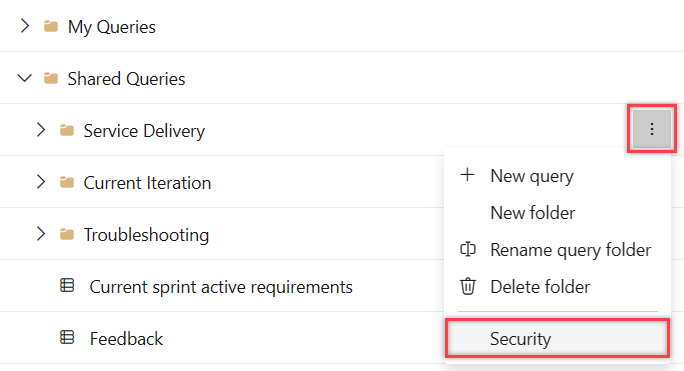 My Queries
Shared Queries
Service Delivery
Current Iteration
Troubleshooting
Current sprint active requirements
Feedback
New query
New folder
Rename query folder
Delete folder
Security